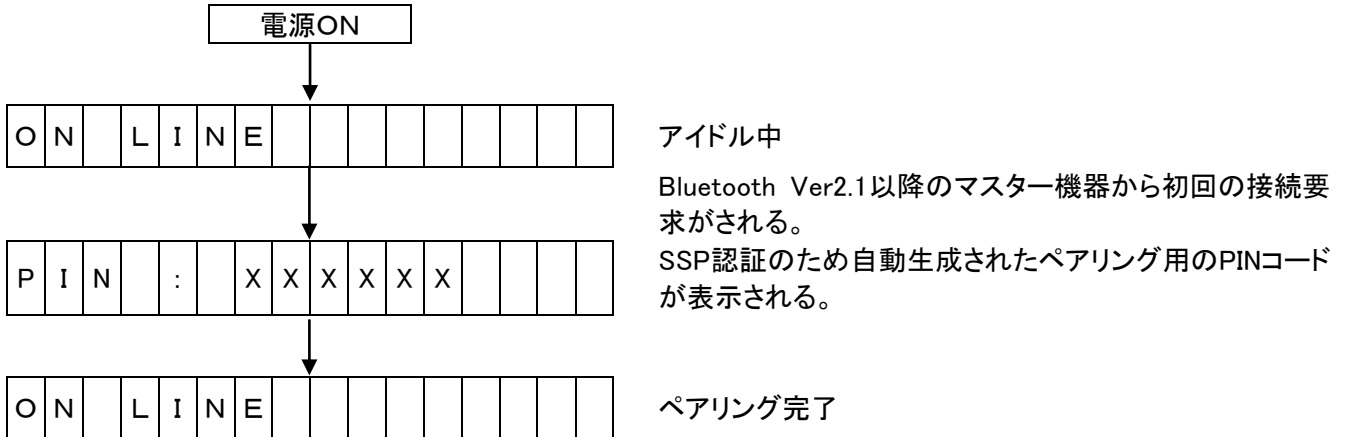 電源ON
ON LINE
アイドル中
Bluetooth Ver2.1以降のマスター機器から初回の接続要
求がされる。
PIN : XXXXXX
SSP認証のため自動生成されたペアリング用のPINコード
が表示される。
ON LINE
ペアリング完了